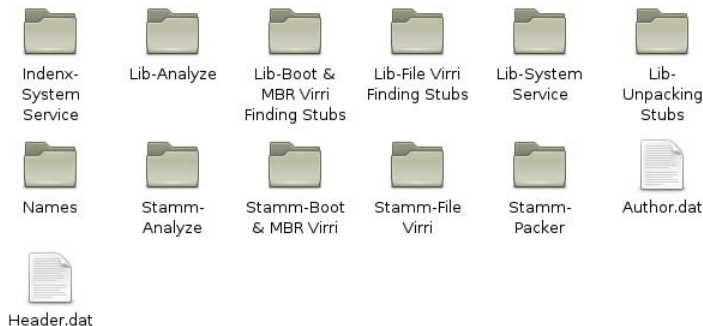 Indenx-
System
Service
Lib-Analyze
Lib-Boot &
MBR Virri
Finding Stubs
Lib-File Virri
Finding Stubs
Lib-System
Service
Lib-
Unpacking
Stubs
Names
Stamm-
Analyze
Stamm-Boot
& MBR Virri
Stamm-File
Virri
Stamm-
Packer
Author.dat
Header.dat